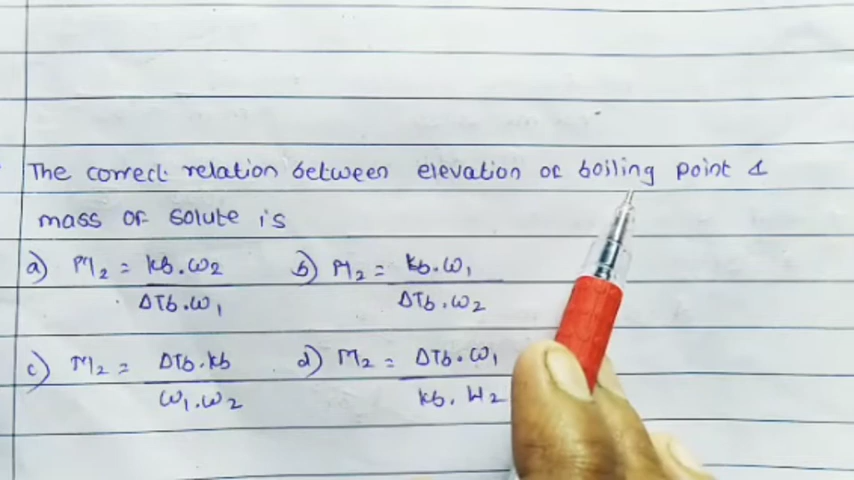 The correct relation between elevation of boiling point &
mass of solute is
a) M₂ = kb.ω₂ / ΔTb.ω₁ b) M₂ = kb.ω₁ / ΔTb.ω₂
c) M₂ = ΔTb.kb / ω₁.ω₂ d) M₂ = ΔTb.ω₁ / kb.W₂